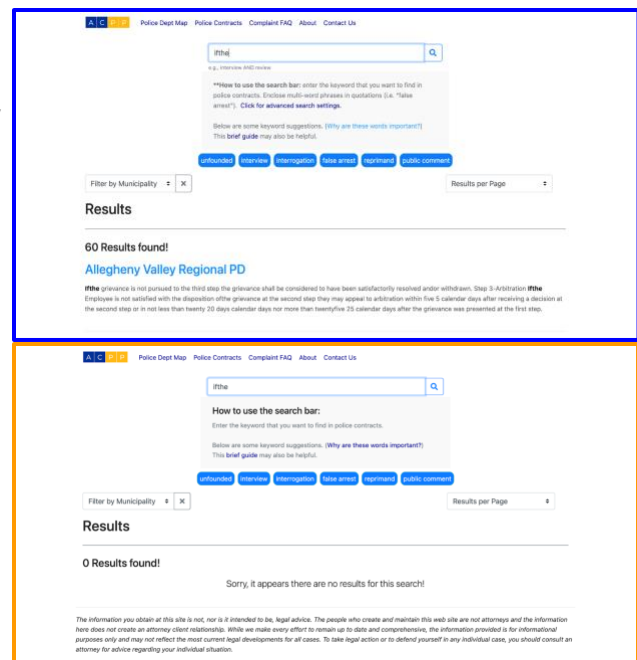 A C P P Police Dept Map Police Contracts Complaint FAQ About Contact Us
ifthe
e.g., interview AND review
**How to use the search bar: enter the keyword that you want to find in
police contracts. Enclose multi-word phrases in quotations (i.e. "false
arrest"). Click for advanced search settings.
Below are some keyword suggestions. (Why are these words important?)
This brief guide may also be helpful.
unfounded interview interrogation false arrest reprimand public comment
Filter by Municipality × Results per Page
Results
60 Results found!
Allegheny Valley Regional PD
Ifthe grievance is not pursued to the third step the grievance shall be considered to have been satisfactorily resolved andor withdrawn. Step 3-Arbitration Ifthe
Employee is not satisfied with the disposition ofthe grievance at the second step they may appeal to arbitration within five 5 calendar days after receiving a decision at
the second step or in not less than twenty 20 days calendar days nor more than twentyfive 25 calendar days after the grievance was presented at the first step.
A C P P Police Dept Map Police Contracts Complaint FAQ About Contact Us
ifthe
How to use the search bar:
Enter the keyword that you want to find in police contracts.
Below are some keyword suggestions. (Why are these words important?)
This brief guide may also be helpful.
unfounded interview interrogation false arrest reprimand public comment
Filter by Municipality × Results per Page
Results
0 Results found!
Sorry, it appears there are no results for this search!
The information you obtain at this site is not, nor is it intended to be, legal advice. The people who create and maintain this web site are not attorneys and the information
here does not create an attorney client relationship. While we make every effort to remain up to date and comprehensive, the information provided is for informational
purposes only and may not reflect the most current legal developments for all cases. To take legal action or to defend yourself in any individual case, you should consult an
attorney for advice regarding your individual situation.